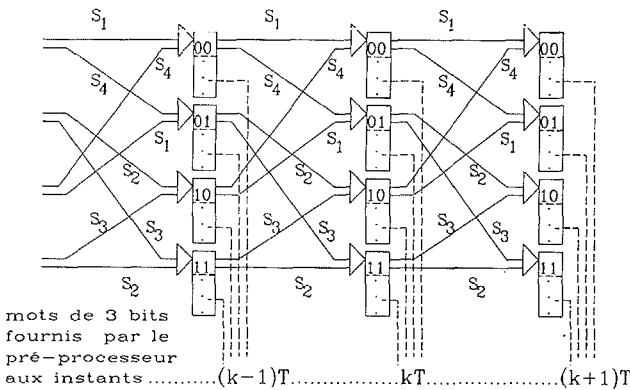 S1 S1 S1
00 00 00
S4 S4 S4
S4 S4 S4
01 01 01
S1 S1 S1
S2 S2 S2
10 10 10
S3 S3 S3 S3 S3 S3
11 11 11
S2 S2 S2
mots de 3 bits
fournis par le
pré-processeur
aux instants..........(k-1)T....................kT....................(k+1)T